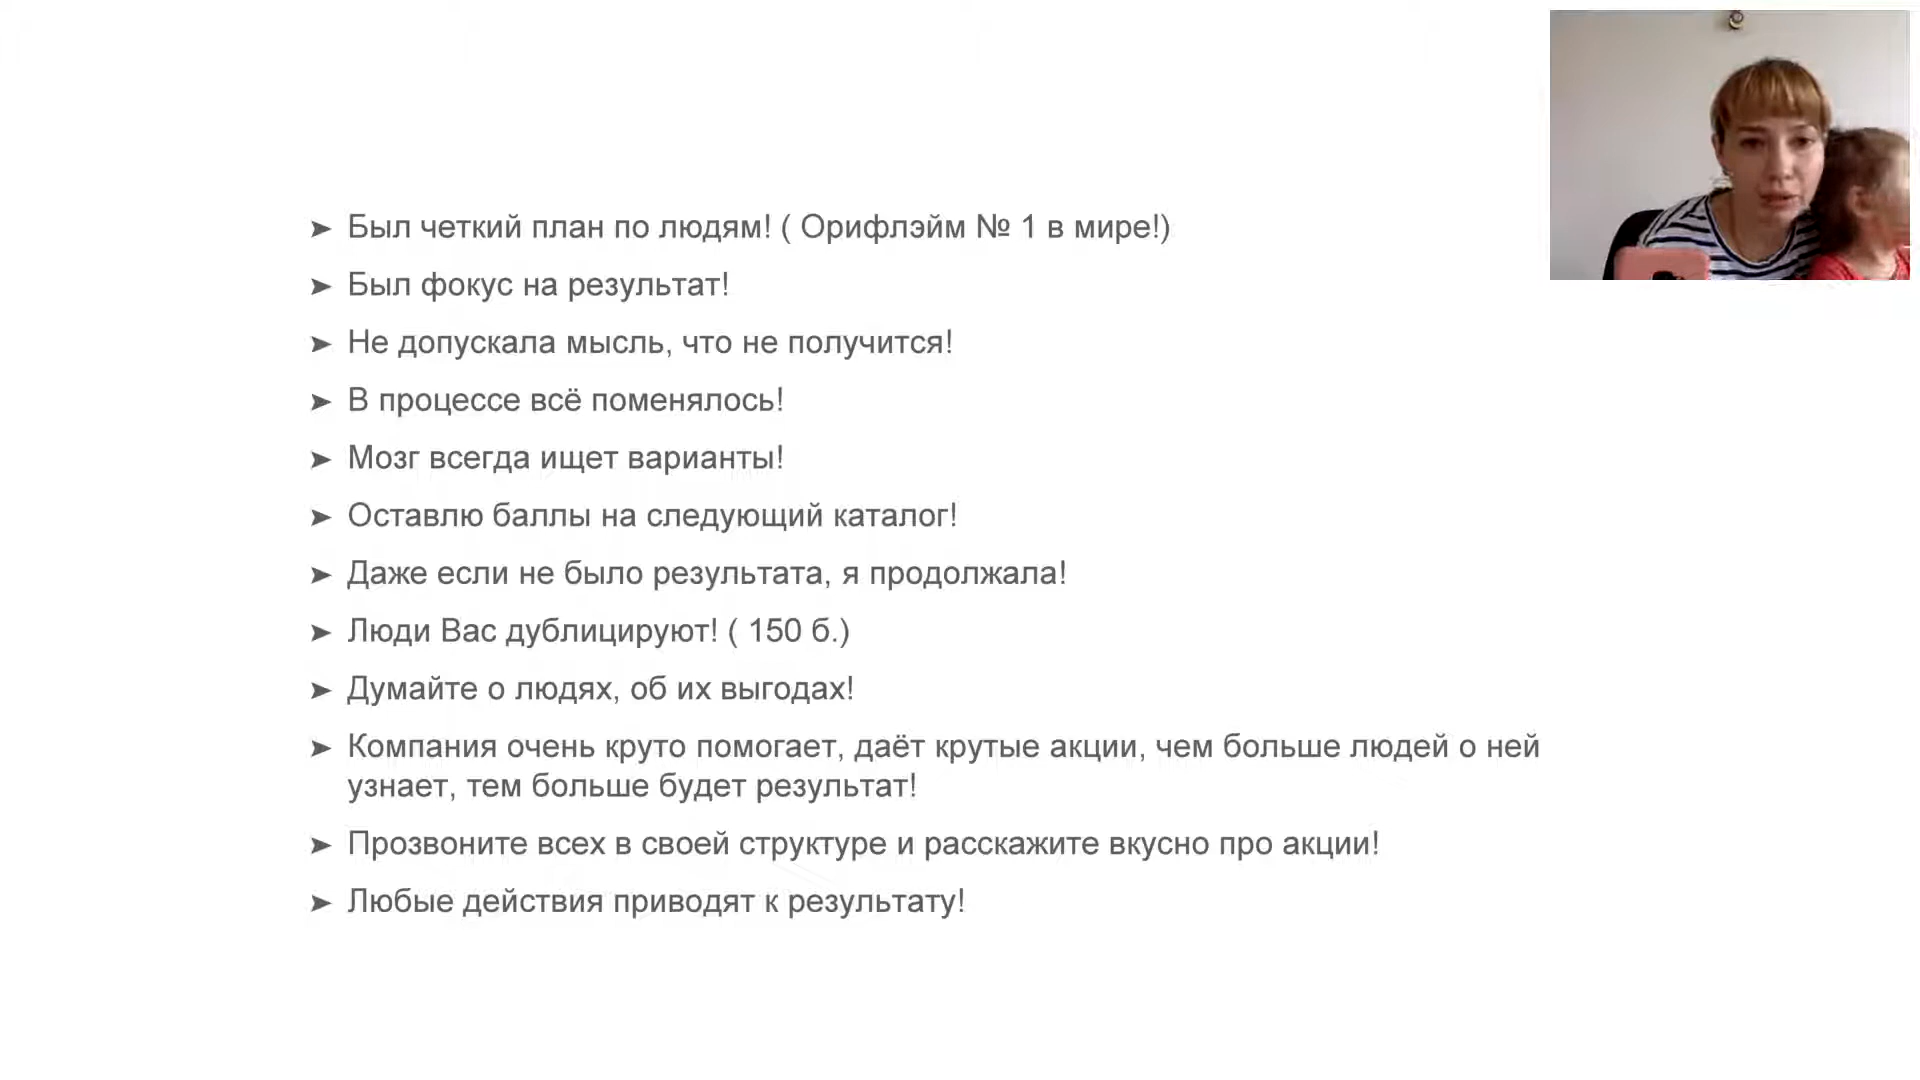 ➤ Был четкий план по людям! ( Орифлэйм № 1 в мире!)
➤ Был фокус на результат!
➤ Не допускала мысль, что не получится!
➤ В процессе всё поменялось!
➤ Мозг всегда ищет варианты!
➤ Оставлю баллы на следующий каталог!
➤ Даже если не было результата, я продолжала!
➤ Люди Вас дублицируют! ( 150 б.)
➤ Думайте о людях, об их выгодах!
➤ Компания очень круто помогает, даёт крутые акции, чем больше людей о ней
узнает, тем больше будет результат!
➤ Прозвоните всех в своей структуре и расскажите вкусно про акции!
➤ Любые действия приводят к результату!